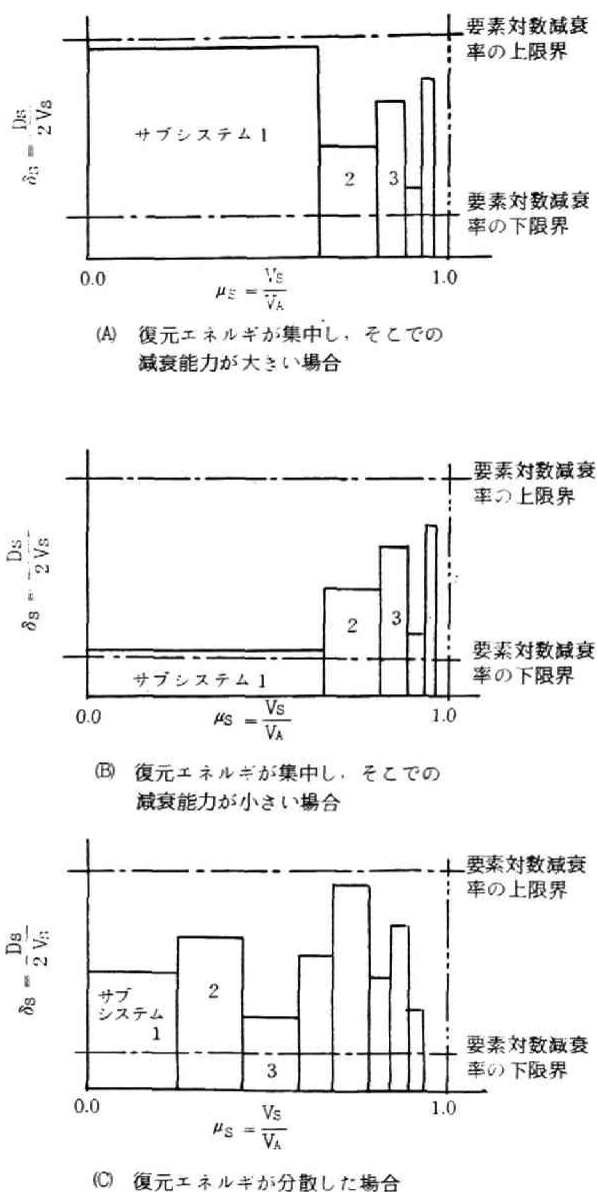 要素対数減衰
率の上限界
δs = Ds/2Vs
サブシステム1
2
3
要素対数減衰
率の下限界
0.0
1.0
μs = Vs/VA
(A) 復元エネルギが集中し,そこでの
減衰能力が大きい場合
要素対数減衰
率の上限界
δs = Ds/2Vs
2
3
要素対数減衰
率の下限界
サブシステム1
0.0
1.0
μs = Vs/VA
(B) 復元エネルギが集中し,そこでの
減衰能力が小さい場合
要素対数減衰
率の上限界
δs = Ds/2Vs
サブ
システム
1
2
3
要素対数減衰
率の下限界
0.0
1.0
μs = Vs/VA
(C) 復元エネルギが分散した場合